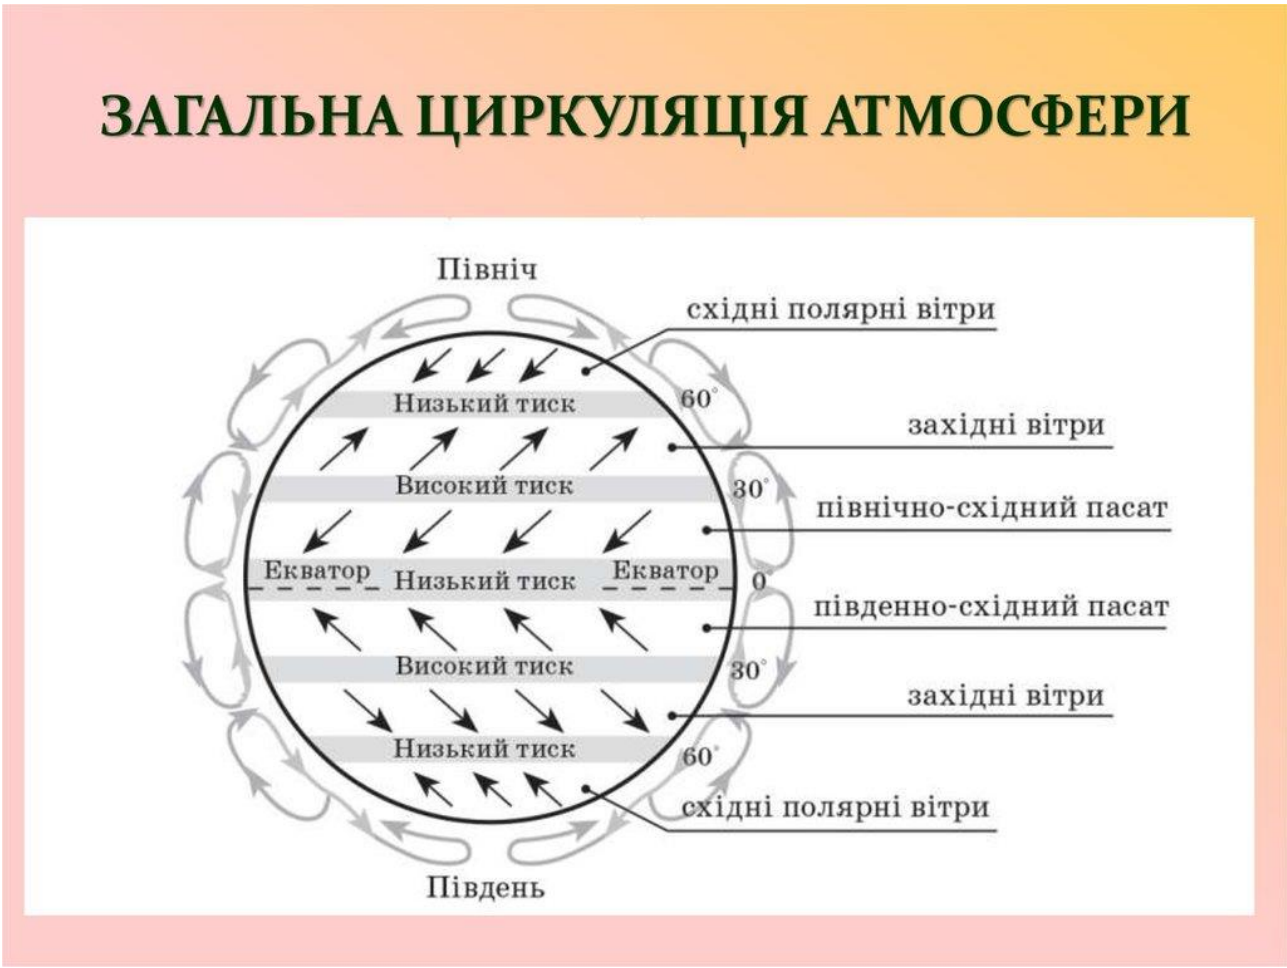 ЗАГАЛЬНА ЦИРКУЛЯЦІЯ АТМОСФЕРИ
Північ
східні полярні вітри
Низький тиск
60°
західні вітри
Високий тиск
30°
північно-східний пасат
Екватор
Низький тиск
Екватор
0°
південно-східний пасат
Високий тиск
30°
західні вітри
Низький тиск
60°
східні полярні вітри
Південь